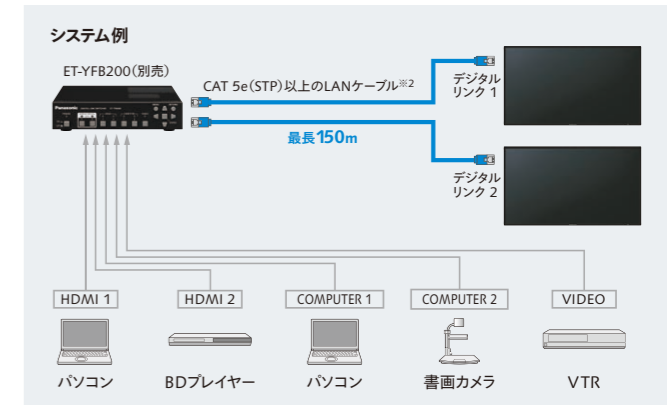 システム例
ET-YFB200(別売)
CAT 5e(STP)以上のLANケーブル※2
デジタル
リンク 1
Panasonic
最長150m
デジタル
リンク 2
HDMI 1
HDMI 2
COMPUTER 1
COMPUTER 2
VIDEO
パソコン
BDプレイヤー
パソコン
書画カメラ
VTR